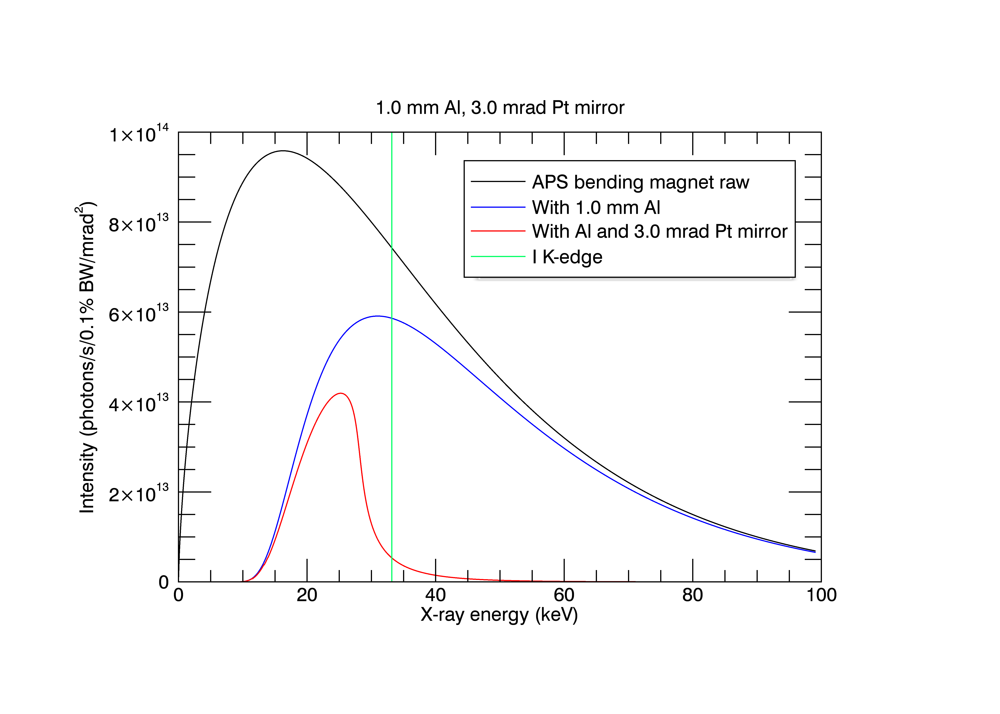 1.0 mm Al, 3.0 mrad Pt mirror
1×10¹⁴
8×10¹³
6×10¹³
4×10¹³
2×10¹³
0
Intensity (photons/s/0.1% BW/mrad²)
APS bending magnet raw
With 1.0 mm Al
With Al and 3.0 mrad Pt mirror
I K-edge
0 20 40 60 80 100
X-ray energy (keV)